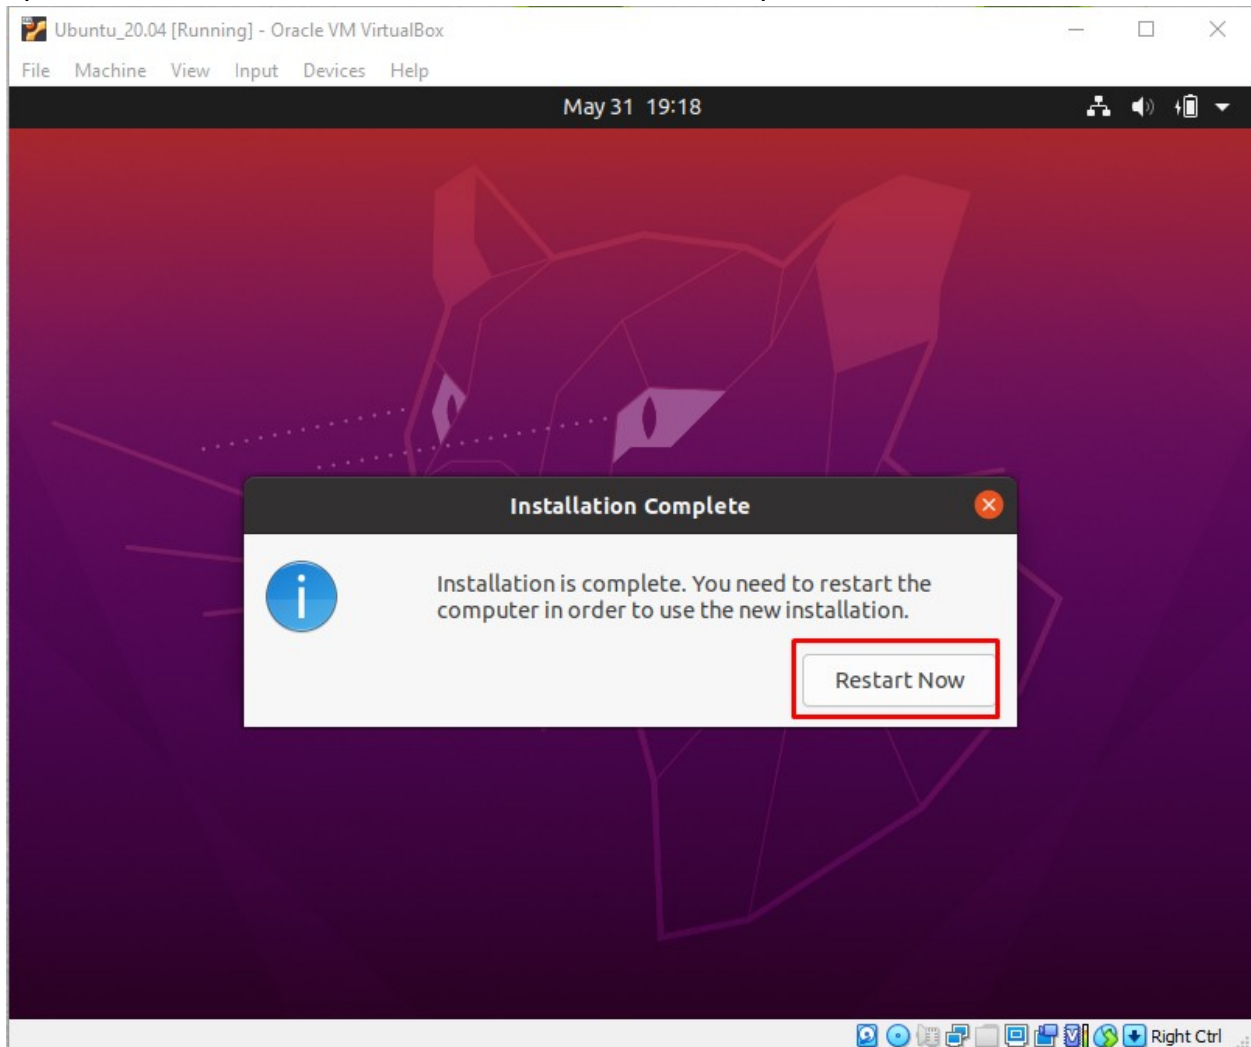 Ubuntu_20.04 [Running] - Oracle VM VirtualBox
File Machine View Input Devices Help
May 31 19:18
Installation Complete
Installation is complete. You need to restart the
computer in order to use the new installation.
Restart Now
Right Ctrl